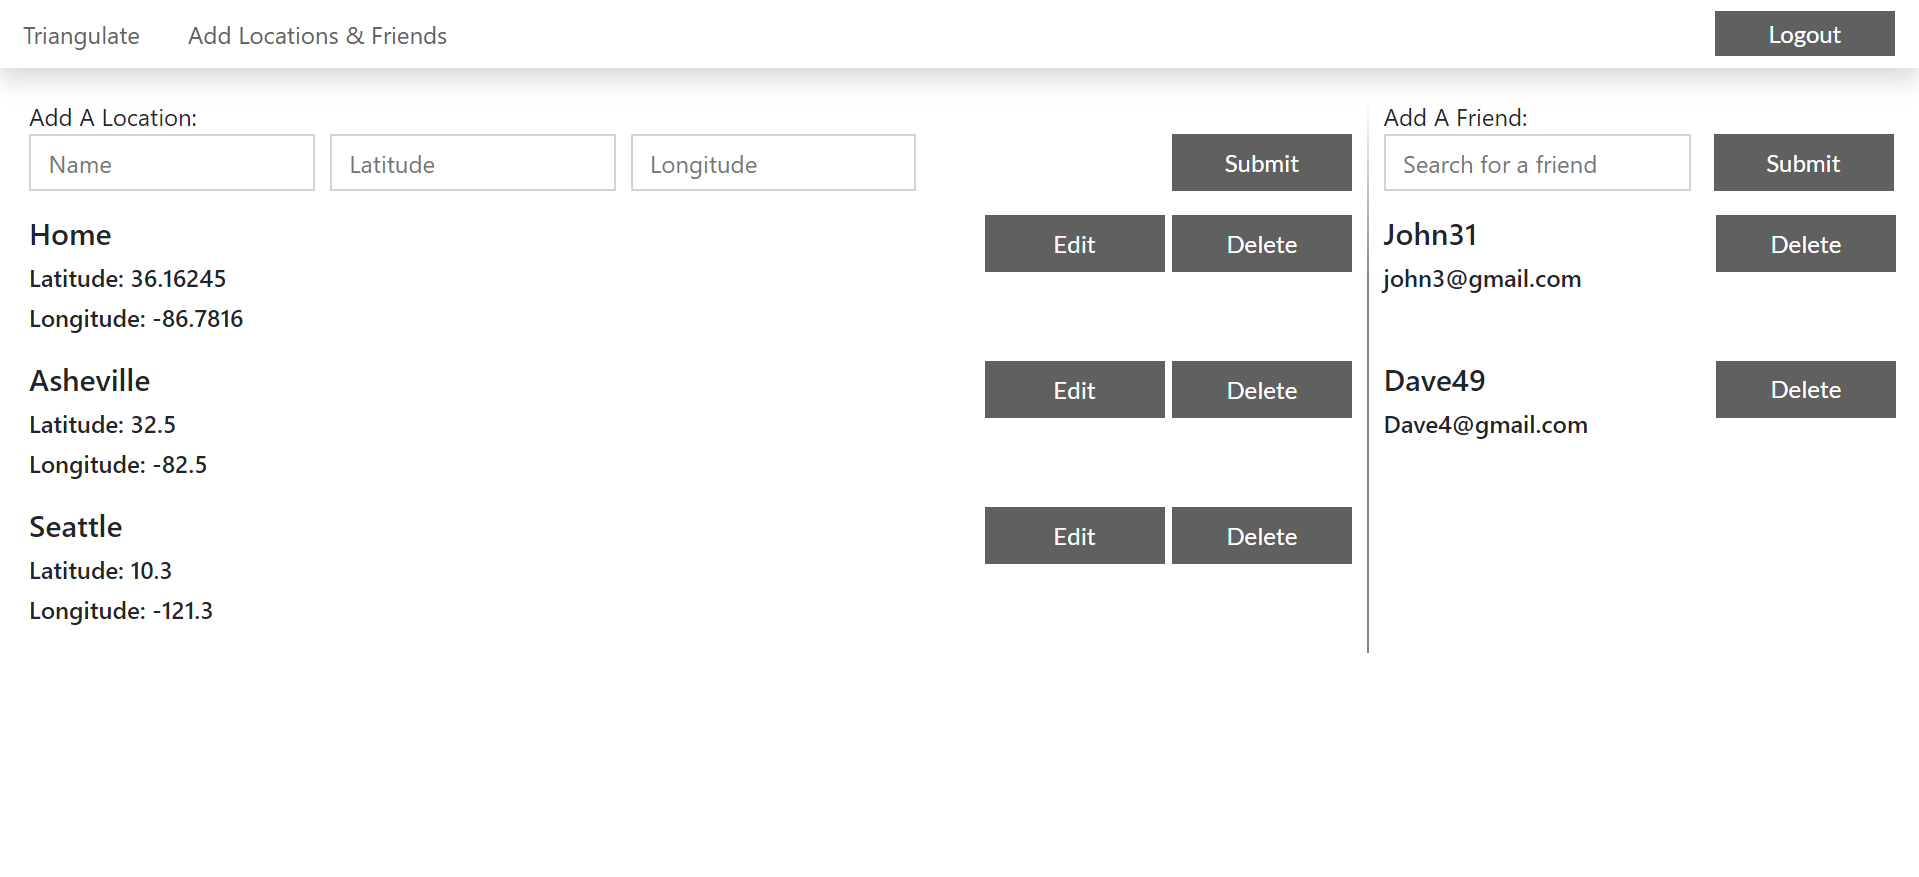 Triangulate
Add Locations & Friends
Logout
Add A Location:
Name
Latitude
Longitude
Submit
Home
Edit
Delete
Latitude: 36.16245
Longitude: -86.7816
Asheville
Edit
Delete
Latitude: 32.5
Longitude: -82.5
Seattle
Edit
Delete
Latitude: 10.3
Longitude: -121.3
Add A Friend:
Search for a friend
Submit
John31
Delete
john3@gmail.com
Dave49
Delete
Dave4@gmail.com